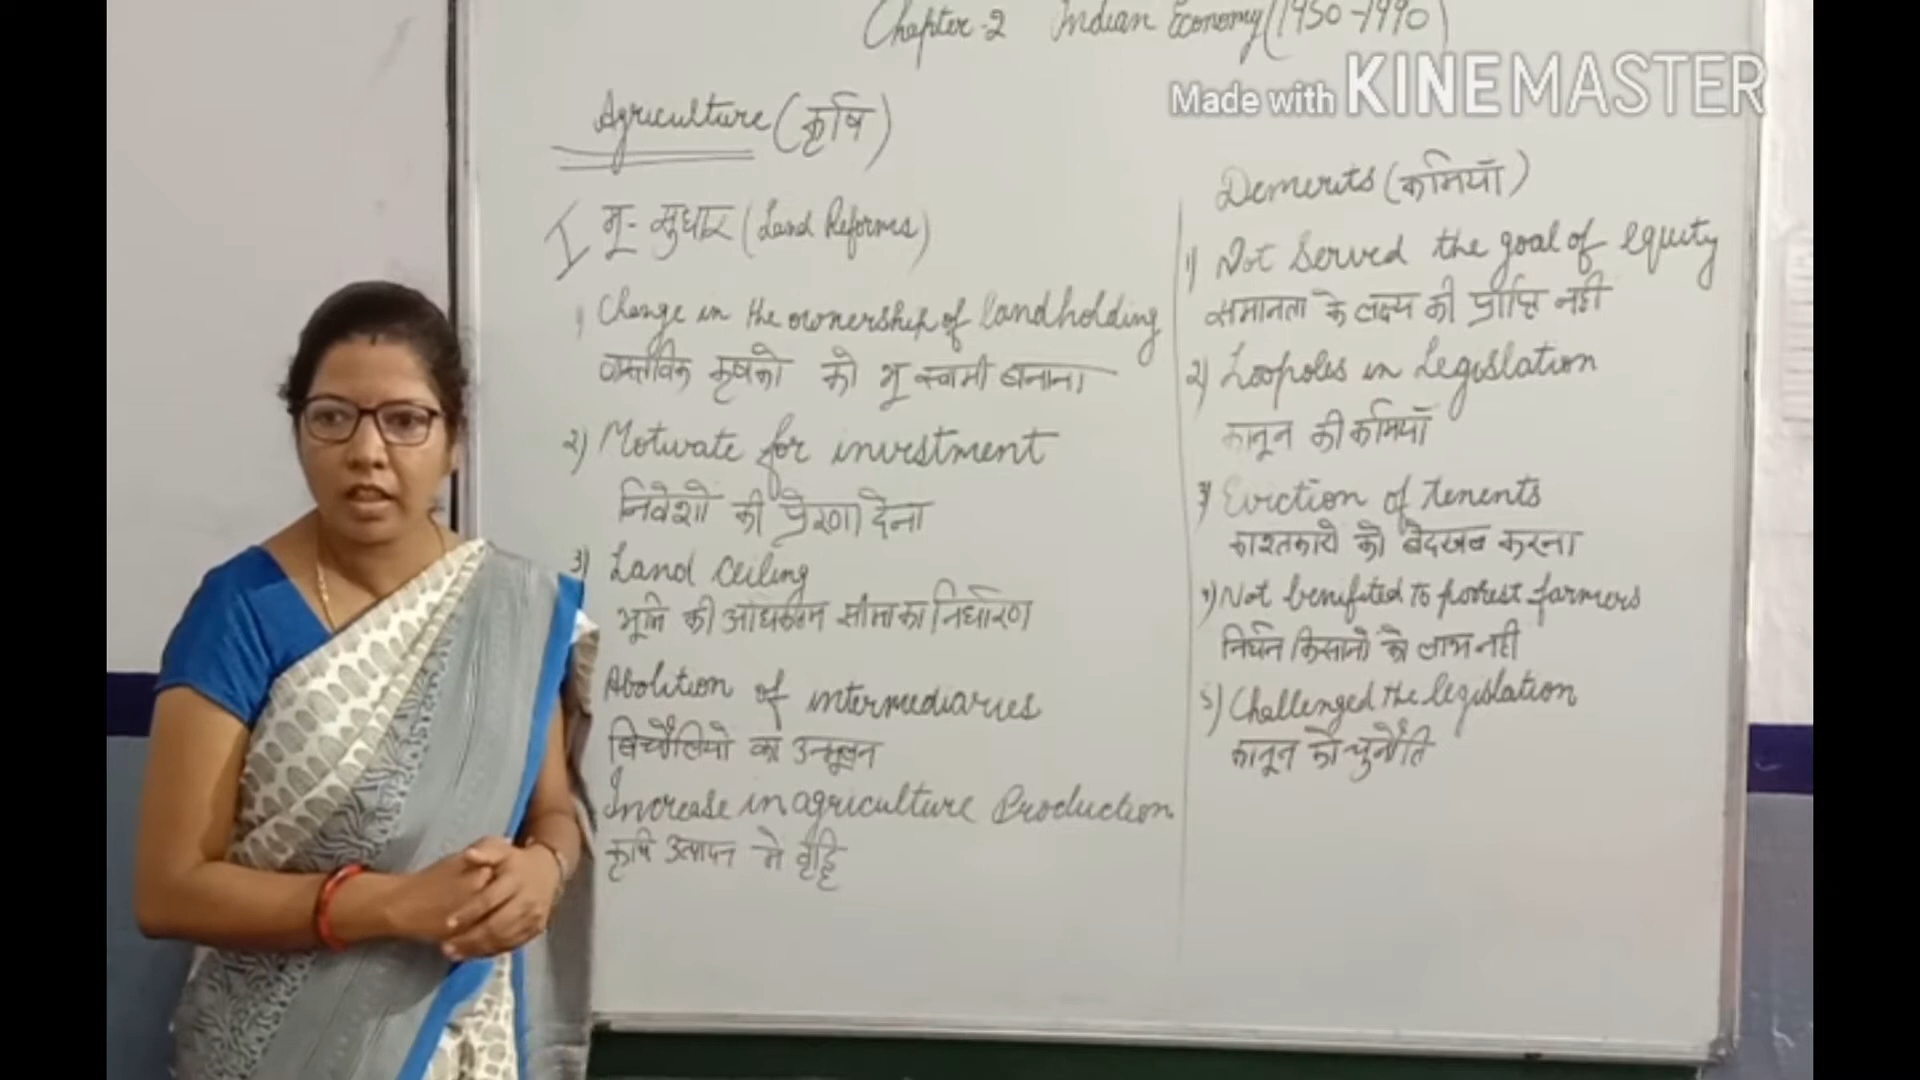 Chapter-2 Indian Economy (1950-1990)
Made with KINEMASTER
Agriculture (कृषि)
I भू-सुधार (Land Reforms)
1) Change in the ownership of landholding
वास्तविक कृषको को भू स्वामी बनाना
2) Motivate for investment
निवेशो की प्रेरणा देना
3) Land Ceiling
भूमि की अधिकतम सीमा का निर्धारण
Abolition of intermediaries
बिचौलियो का उन्मूलन
Increase in agriculture Production
कृषि उत्पादन मे वृद्धि
Demerits (कमियाँ)
1) Not Served the goal of equity
समानता के लक्ष्य की प्राप्ति नही
2) Loopoles in Legislation
कानून की कमियाँ
3) Eviction of tenents
काश्तकारो को बेदखल करना
4) Not benifited to poorest farmers
निर्धन किसानो को लाभ नही
5) Challenged the legislation
कानून को चुनौति